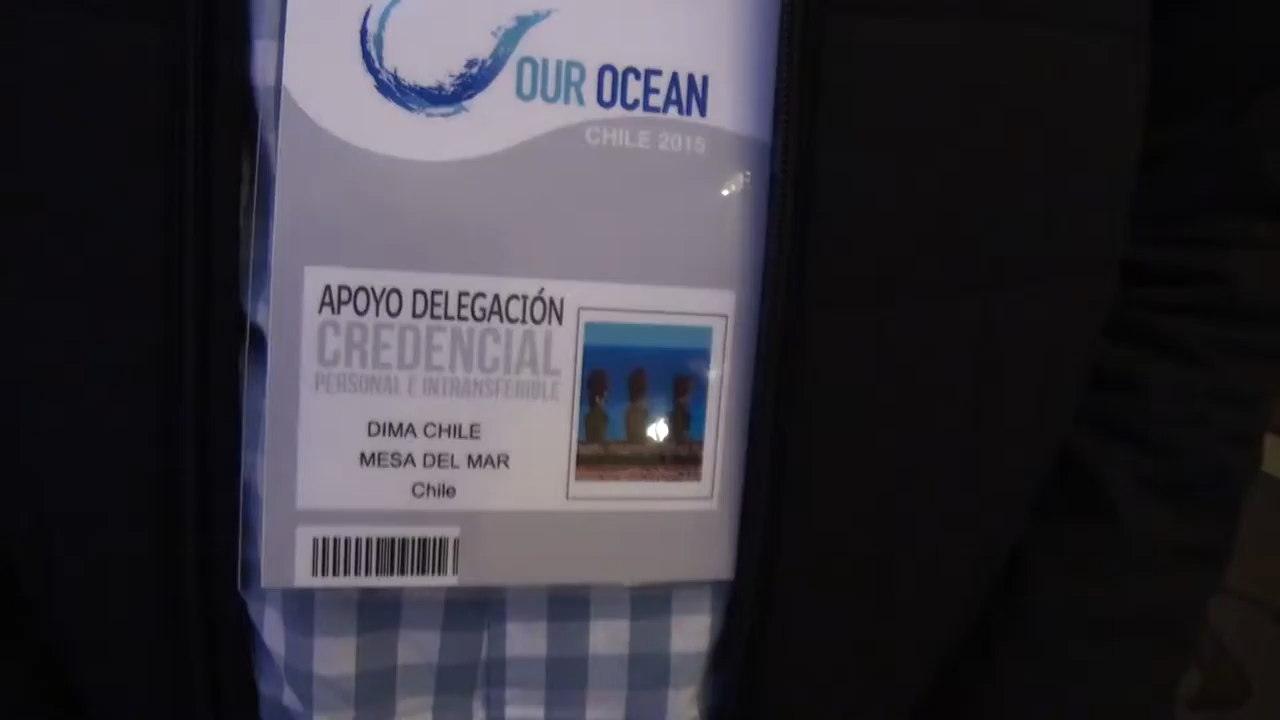 OUR OCEAN
CHILE 2015
APOYO DELEGACIÓN
CREDENCIAL
PERSONAL E INTRANSFERIBLE
DIMA CHILE
MESA DEL MAR
Chile